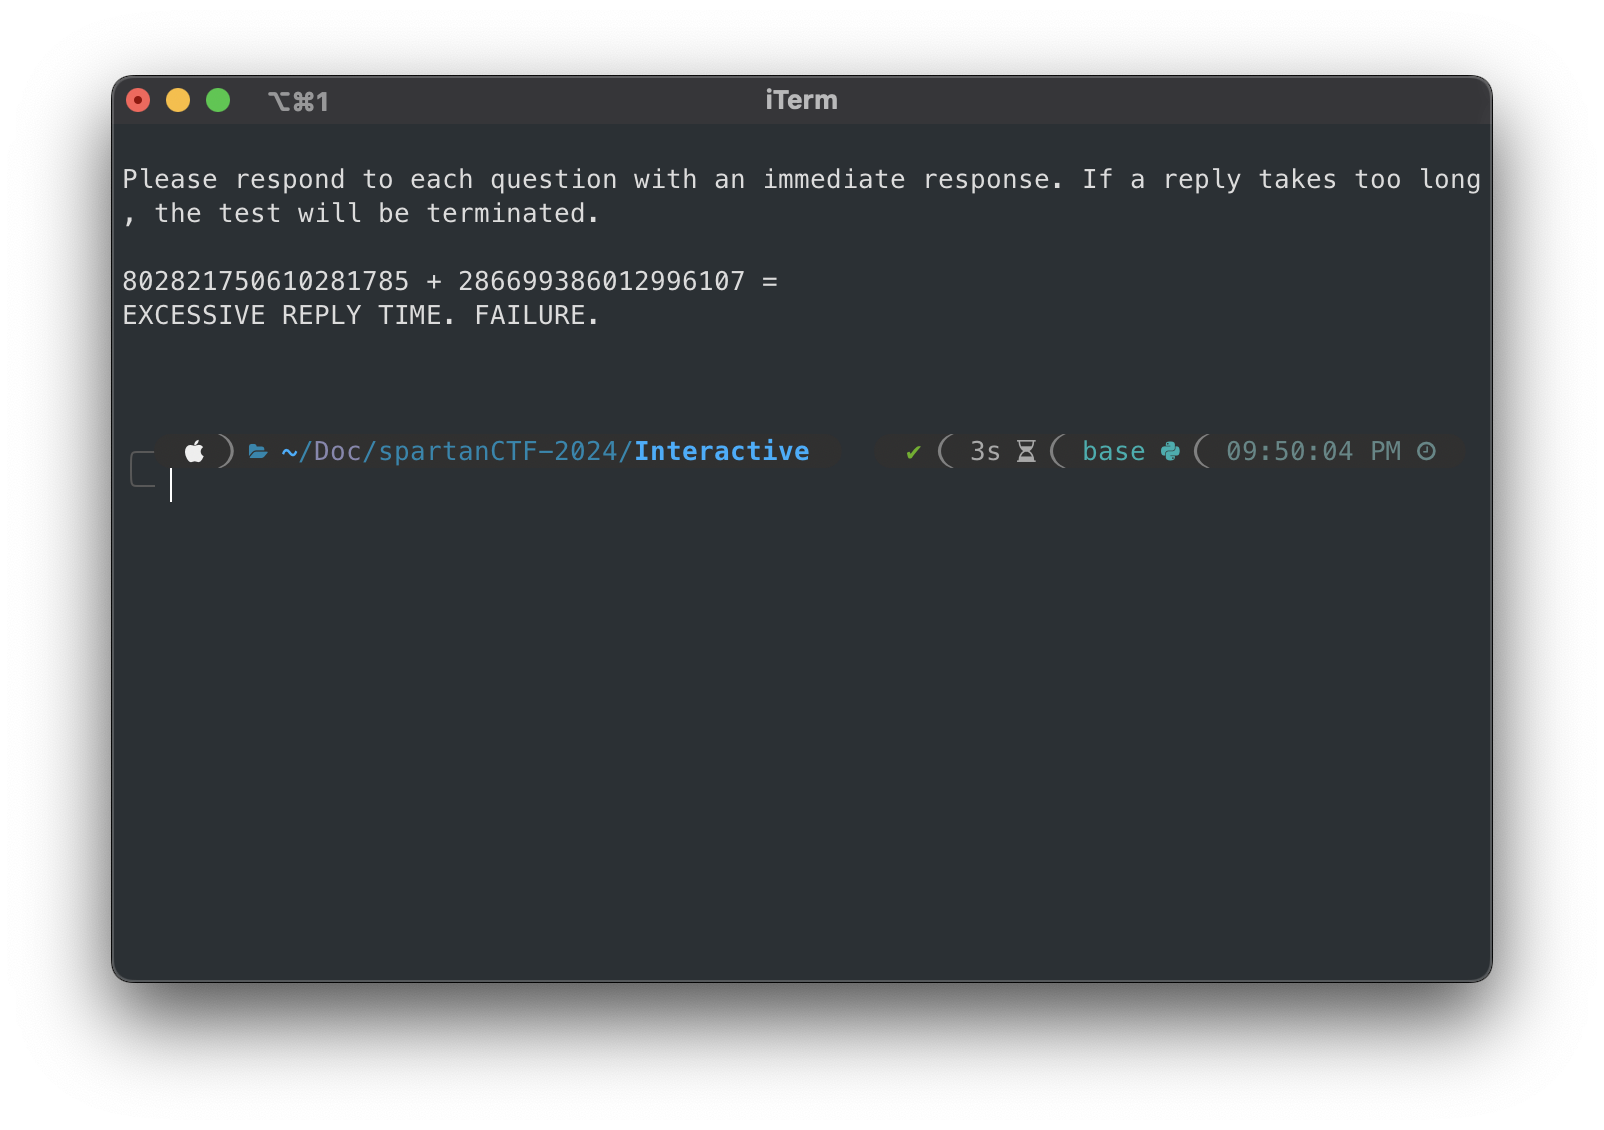 ⌥⌘1
iTerm
Please respond to each question with an immediate response. If a reply takes too long
, the test will be terminated.
802821750610281785 + 286699386012996107 =
EXCESSIVE REPLY TIME. FAILURE.
~/Doc/spartanCTF-2024/Interactive ✔ 3s base 09:50:04 PM